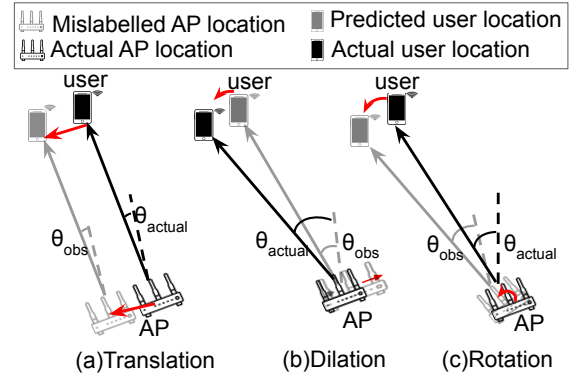 Mislabelled AP location
Predicted user location
Actual AP location
Actual user location
user
user
user
θobs
θactual
θactual
θobs
θobs
θactual
AP
AP
AP
(a)Translation
(b)Dilation
(c)Rotation